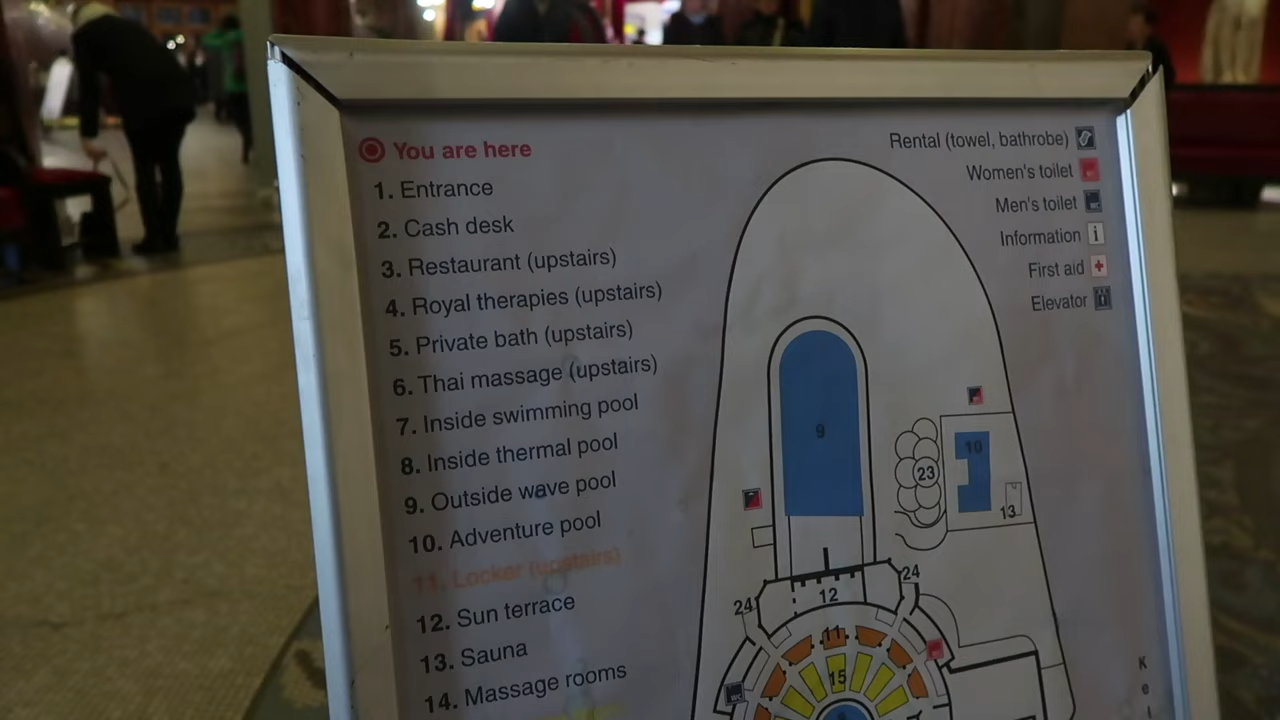 You are here
1. Entrance
2. Cash desk
3. Restaurant (upstairs)
4. Royal therapies (upstairs)
5. Private bath (upstairs)
6. Thai massage (upstairs)
7. Inside swimming pool
8. Inside thermal pool
9. Outside wave pool
10. Adventure pool
11. Locker (upstairs)
12. Sun terrace
13. Sauna
14. Massage rooms
Rental (towel, bathrobe)
Women's toilet
Men's toilet
Information i
First aid
Elevator
9
10
23
13
24
24
12
11
15
K
e